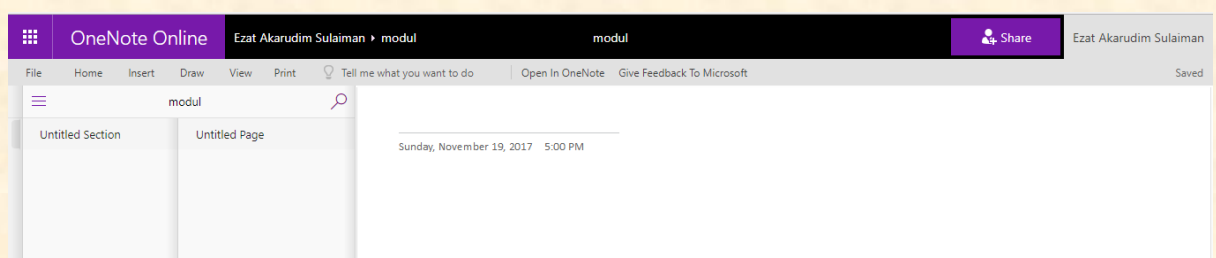 OneNote Online Ezat Akarudim Sulaiman ▸ modul modul Share Ezat Akarudim Sulaiman
File Home Insert Draw View Print Tell me what you want to do Open In OneNote Give Feedback To Microsoft Saved
modul
Untitled Section Untitled Page
Sunday, November 19, 2017 5:00 PM